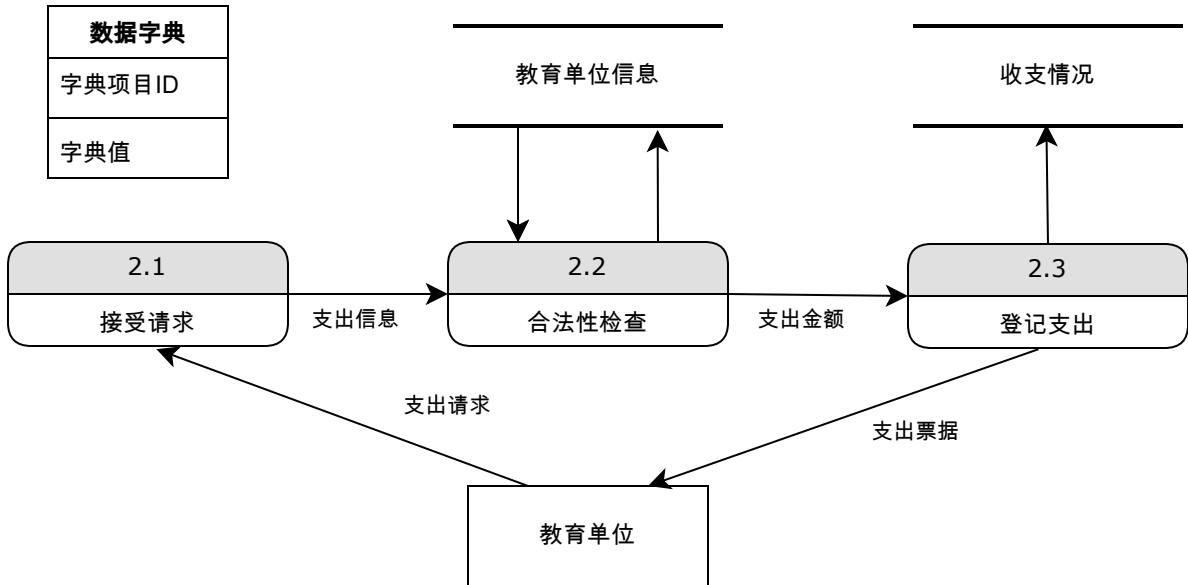 数据字典
字典项目ID
字典值
教育单位信息
收支情况
2.1
接受请求
支出信息
2.2
合法性检查
支出金额
2.3
登记支出
支出请求
支出票据
教育单位